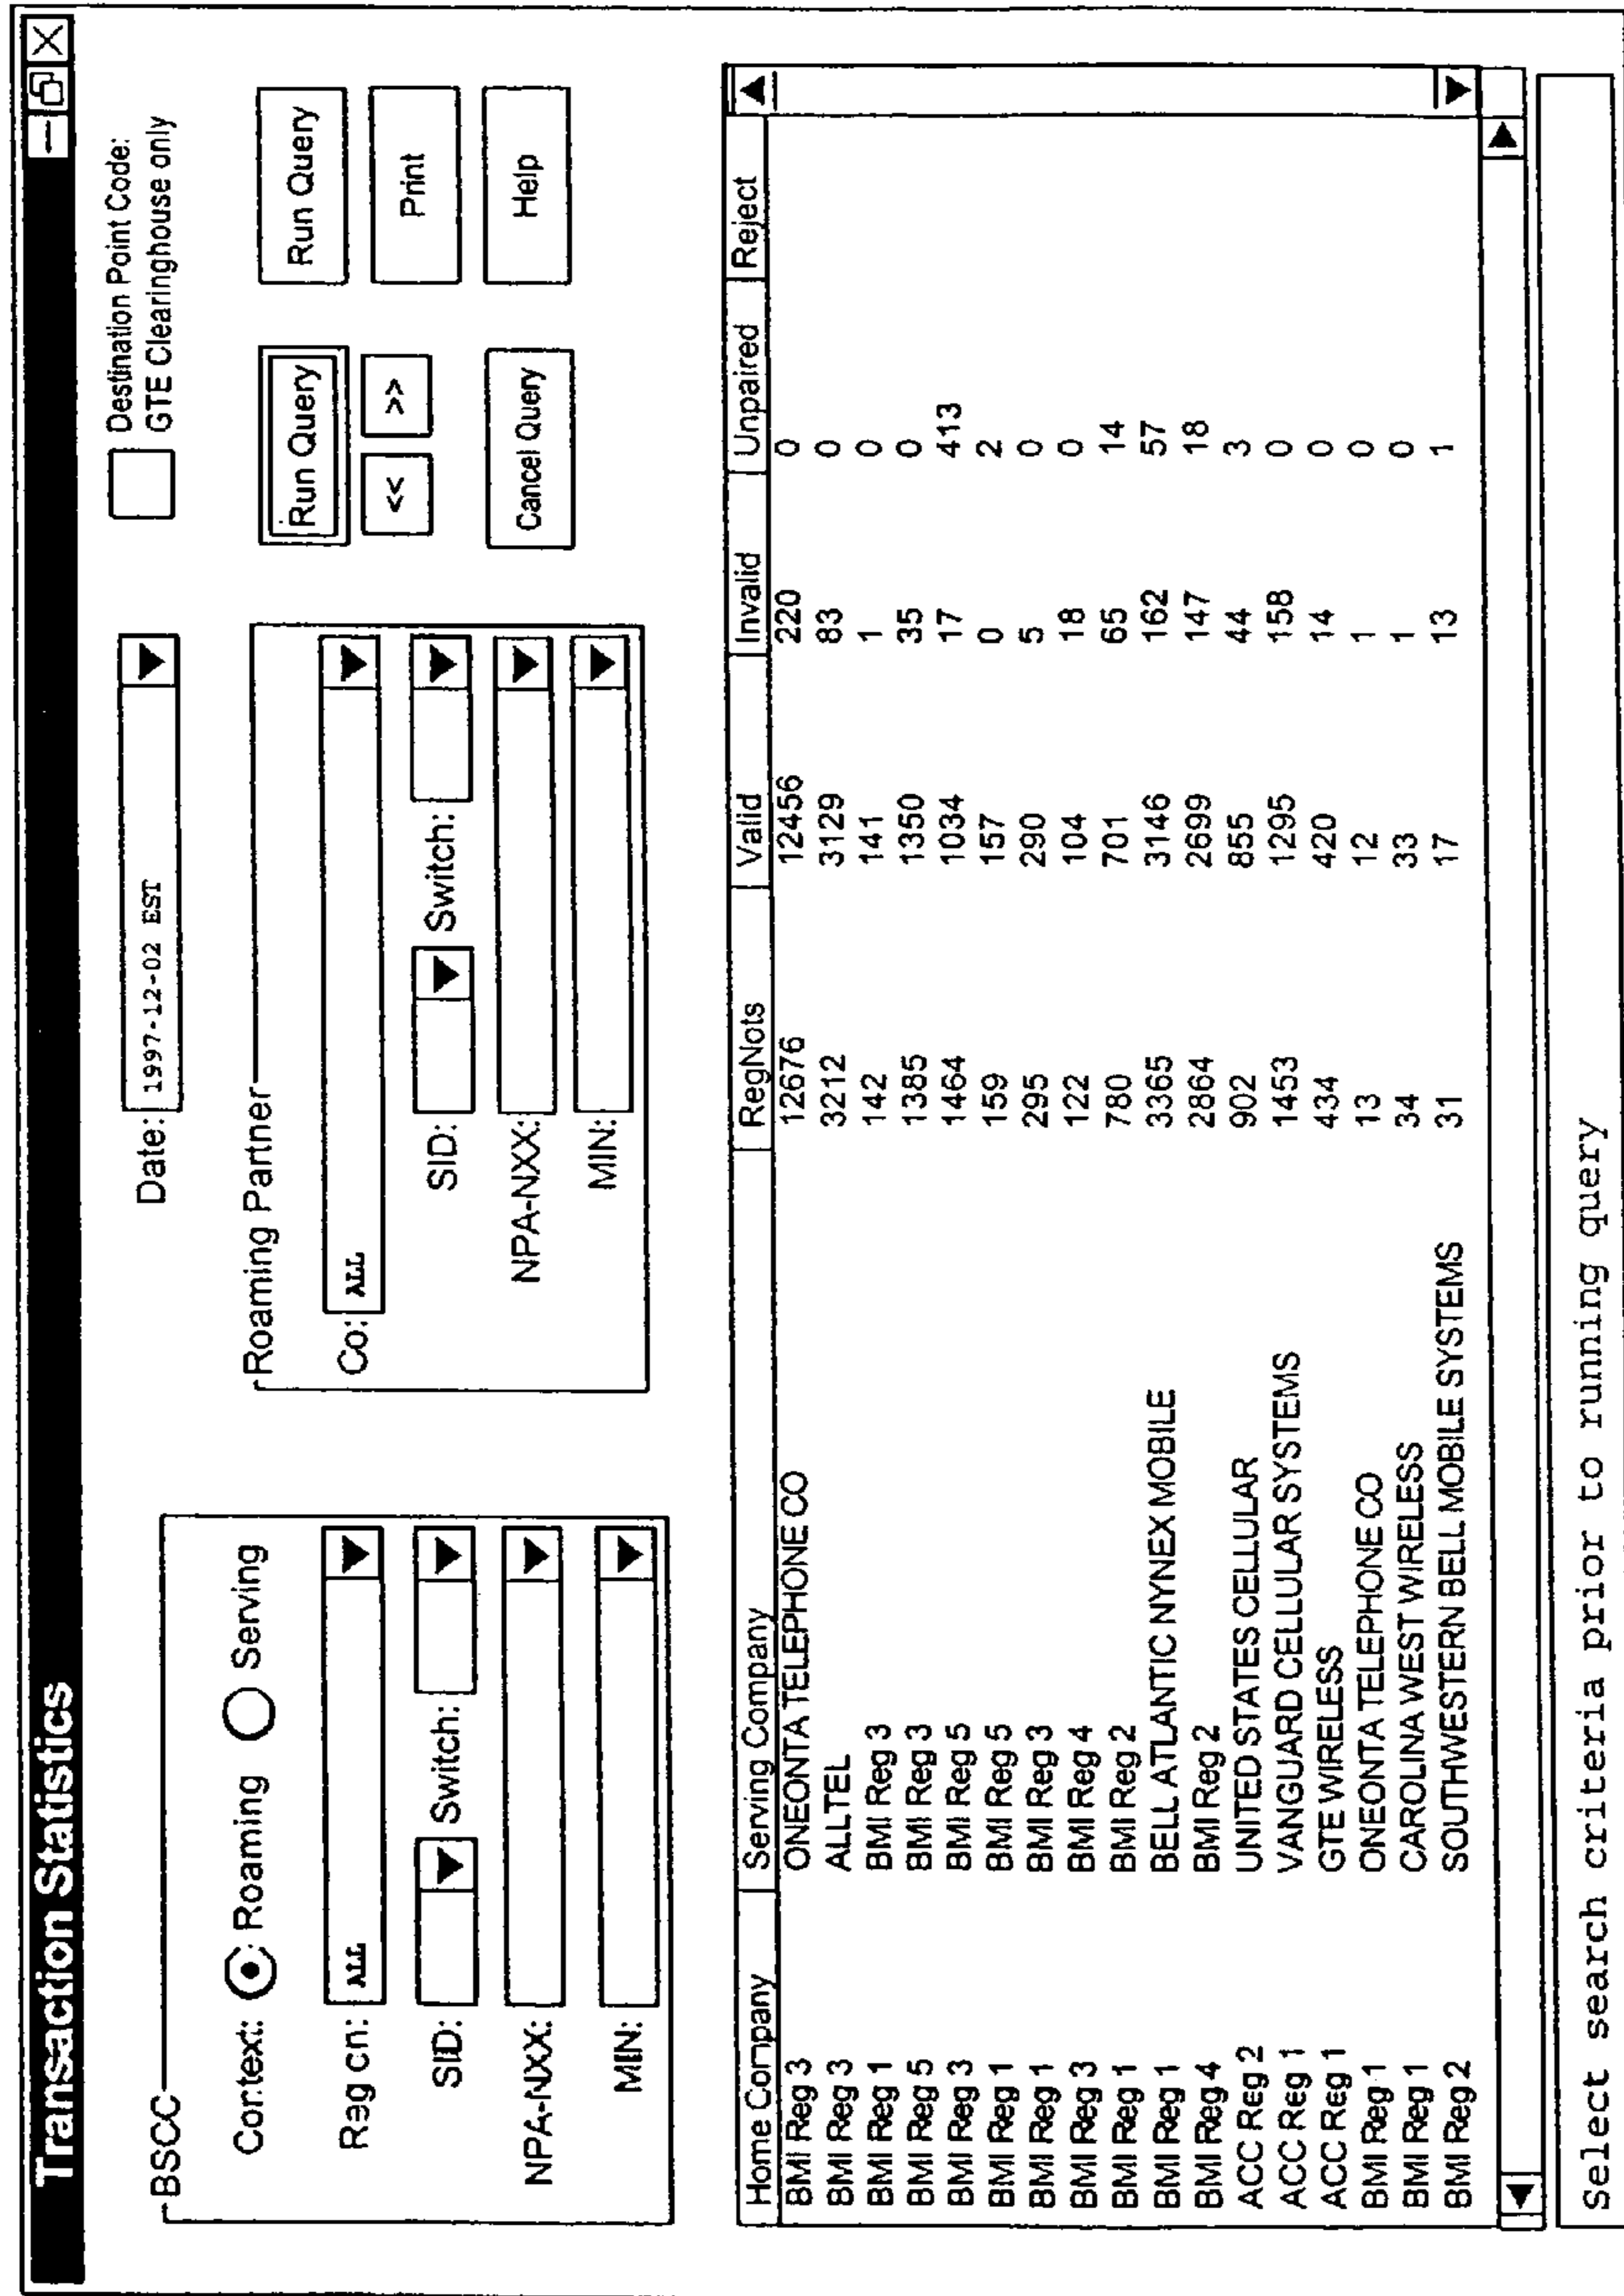 Transaction Statistics
Date: 1997-12-02 EST
Destination Point Code:
GTE Clearinghouse only
BSCC
Context: Roaming Serving
Reg cn: ALL
SID: Switch:
NPA-NXX:
MIN:
Roaming Partner
Co: ALL
SID: Switch:
NPA-NXX:
MIN:
Run Query Run Query
<< >> Print
Cancel Query Help
Home Company Serving Company RegNots Valid Invalid Unpaired Reject
BMI Reg 3 ONEONTA TELEPHONE CO 12676 12456 220 0
BMI Reg 3 ALLTEL 3212 3129 83 0
BMI Reg 1 BMI Reg 3 142 141 1 0
BMI Reg 5 BMI Reg 3 1385 1350 35 0
BMI Reg 3 BMI Reg 5 1464 1034 17 413
BMI Reg 1 BMI Reg 5 159 157 0 2
BMI Reg 1 BMI Reg 3 295 290 5 0
BMI Reg 3 BMI Reg 4 122 104 18 0
BMI Reg 1 BMI Reg 2 780 701 65 14
BMI Reg 1 BELL ATLANTIC NYNEX MOBILE 3365 3146 162 57
BMI Reg 4 BMI Reg 2 2864 2699 147 18
ACC Reg 2 UNITED STATES CELLULAR 902 855 44 3
ACC Reg 1 VANGUARD CELLULAR SYSTEMS 1453 1295 158 0
ACC Reg 1 GTE WIRELESS 434 420 14 0
BMI Reg 1 ONEONTA TELEPHONE CO 13 12 1 0
BMI Reg 1 CAROLINA WEST WIRELESS 34 33 1 0
BMI Reg 2 SOUTHWESTERN BELL MOBILE SYSTEMS 31 17 13 1
Select search criteria prior to running query